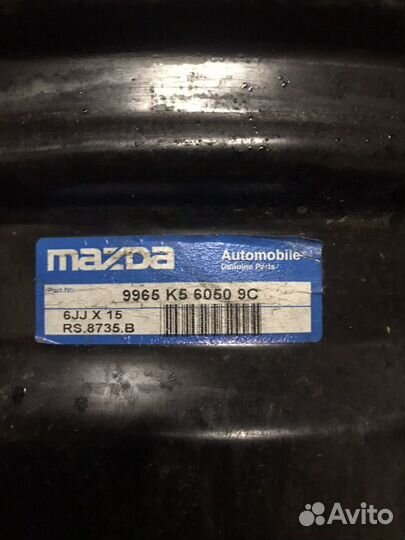 mazda
Automobile
Genuine Parts
Part No.
9965 K5 6050 9C
6JJ X 15
RS.8735.B
Avito